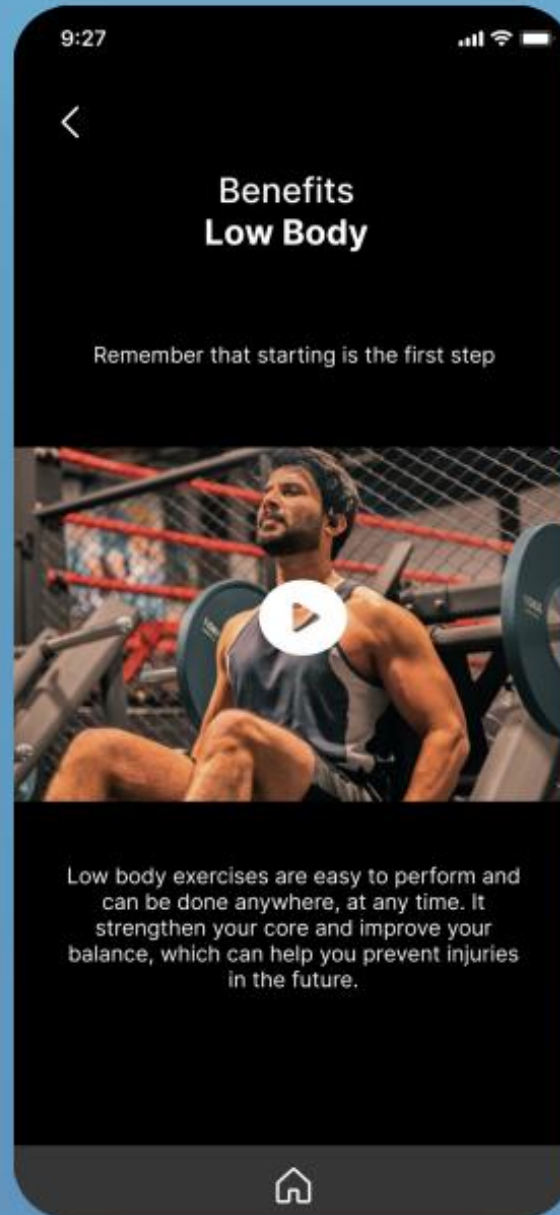 9:27
Benefits
Low Body
Remember that starting is the first step
Low body exercises are easy to perform and
can be done anywhere, at any time. It
strengthen your core and improve your
balance, which can help you prevent injuries
in the future.